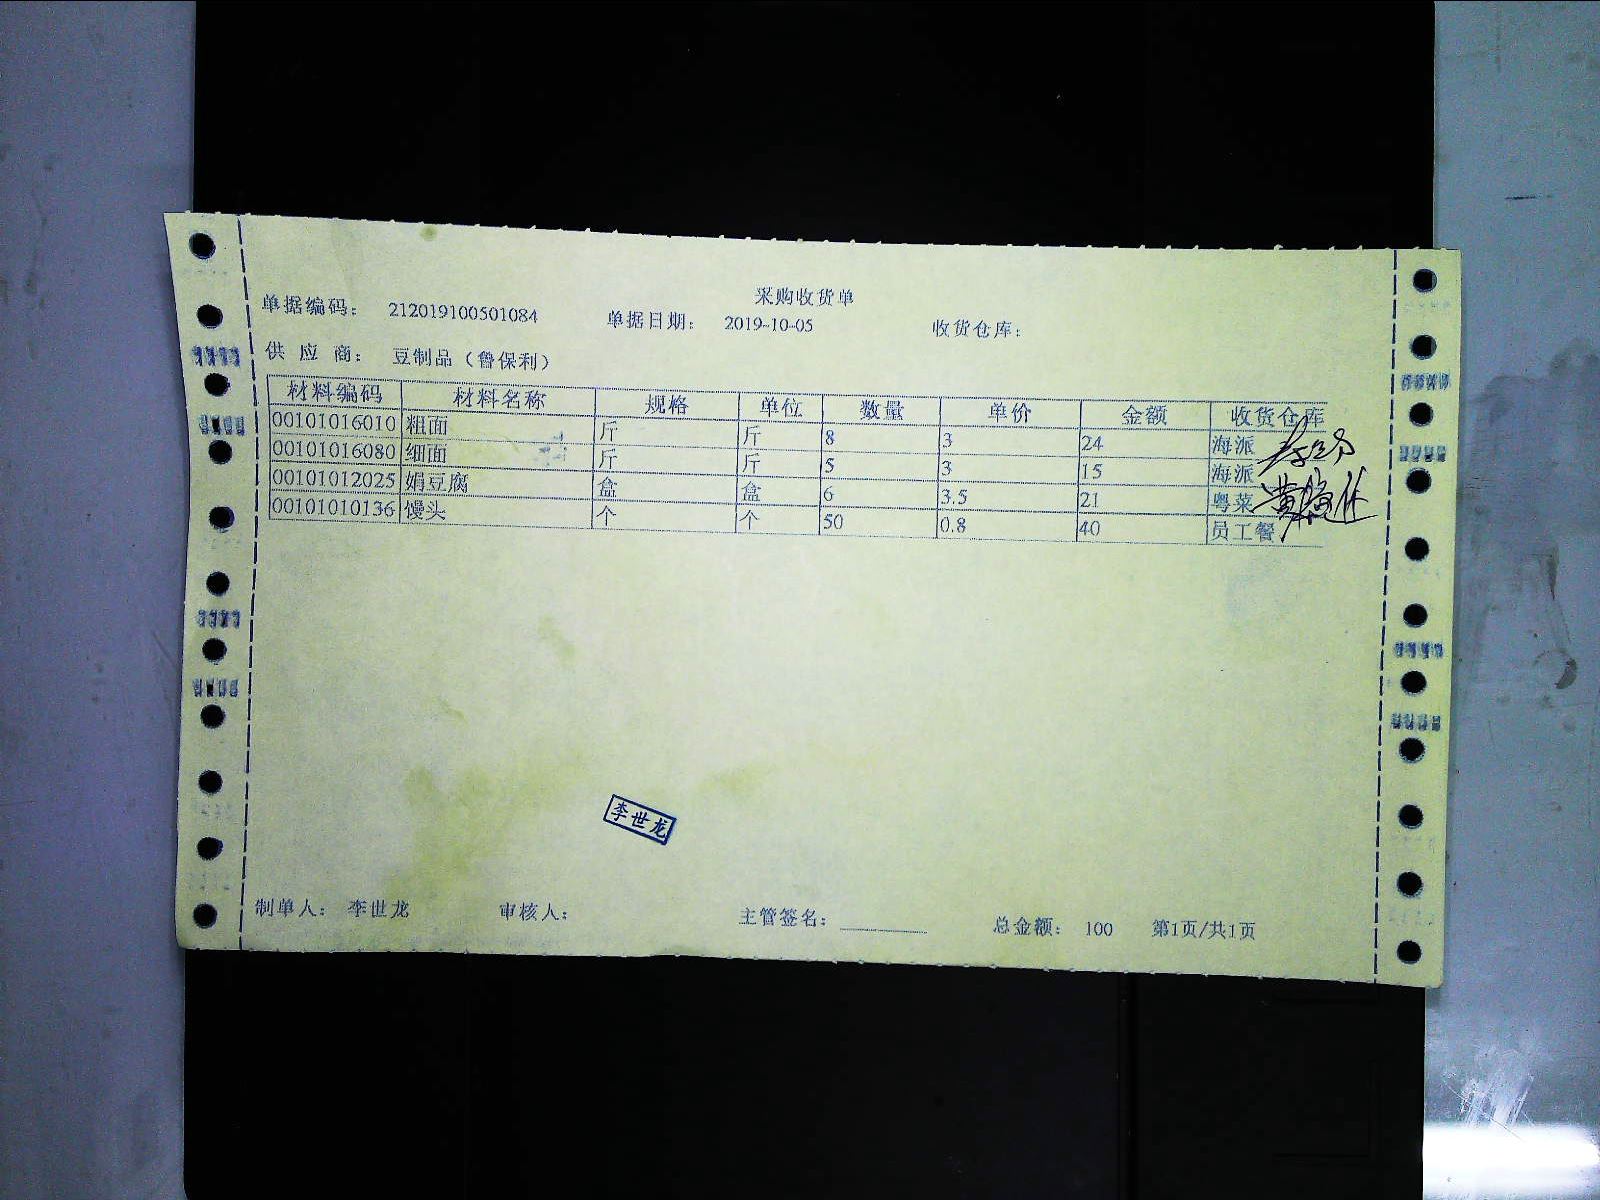 采购收货单
单据编码： 212019100501084 单据日期： 2019-10-05 收货仓库：
供 应 商： 豆制品（鲁保利）
材料编码 材料名称 规格 单位 数量 单价 金额 收货仓库
00101016010 粗面 斤 斤 8 3 24 海派
00101016080 细面 斤 斤 5 3 15 海派
00101012025 娟豆腐 盒 盒 6 3.5 21 粤菜
00101010136 馒头 个 个 50 0.8 40 员工餐
李世龙
制单人： 李世龙 审核人： 主管签名： 总金额： 100 第1页/共1页